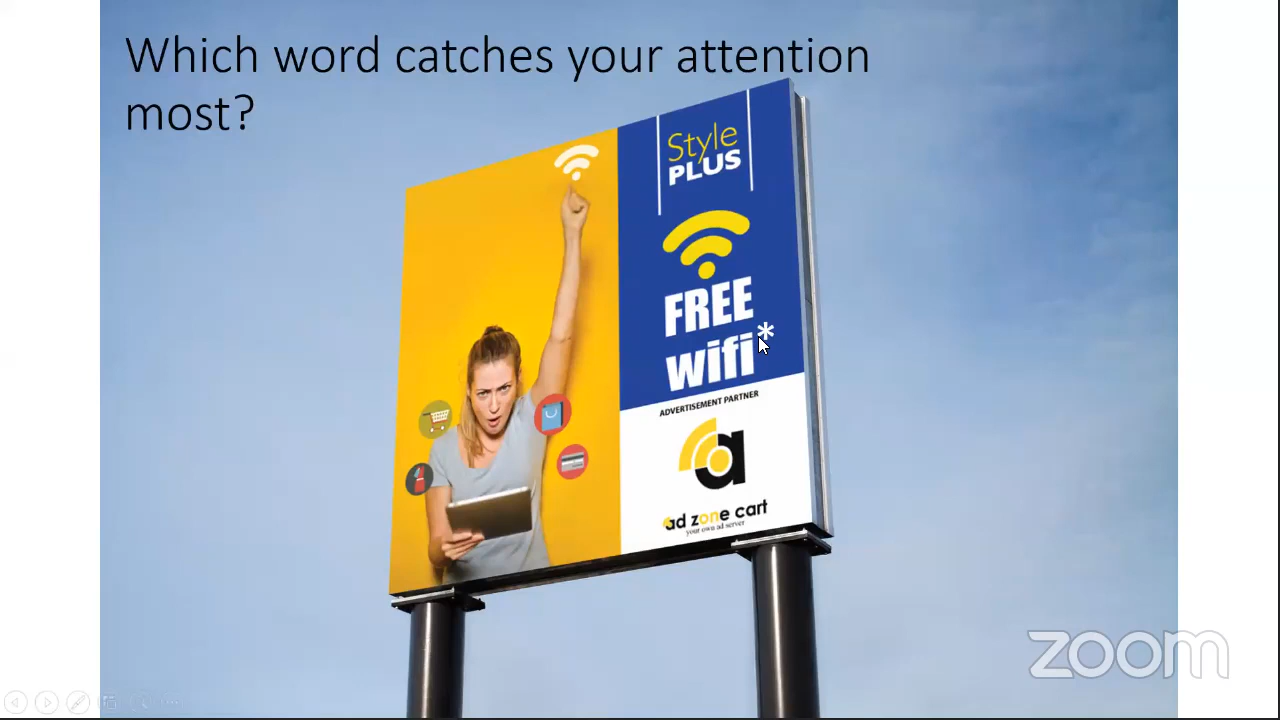 Which word catches your attention
most?
Style
PLUS
FREE
wifi*
ADVERTISEMENT PARTNER
a
ad zone cart
your own ad server
zoom